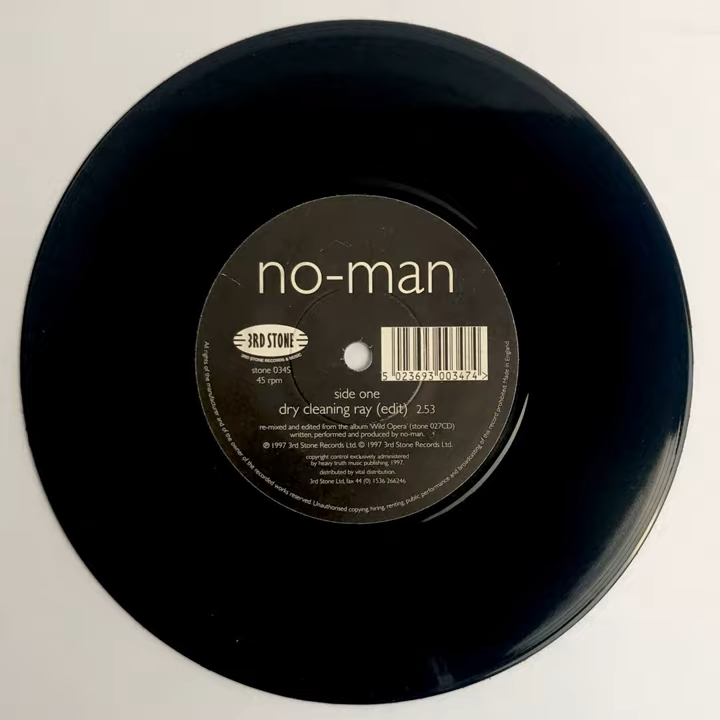 no-man
3RD STONE
3RD STONE RECORDS & MUSIC
stone 034S
45 rpm
5 023693 003474 >
side one
dry cleaning ray (edit) 2.53
re-mixed and edited from the album 'Wild Opera' (stone 027CD)
written, performed and produced by no-man.
℗ 1997 3rd Stone Records Ltd. © 1997 3rd Stone Records Ltd.
copyright control exclusively administered
by heavy truth music publishing, 1997.
distributed by vital distribution.
3rd Stone Ltd, fax 44 (0) 1536 266246
All rights of the manufacturer and of the owner of the recorded works reserved. Unauthorised copying, hiring, renting, public performance and broadcasting of this record prohibited. Made in England